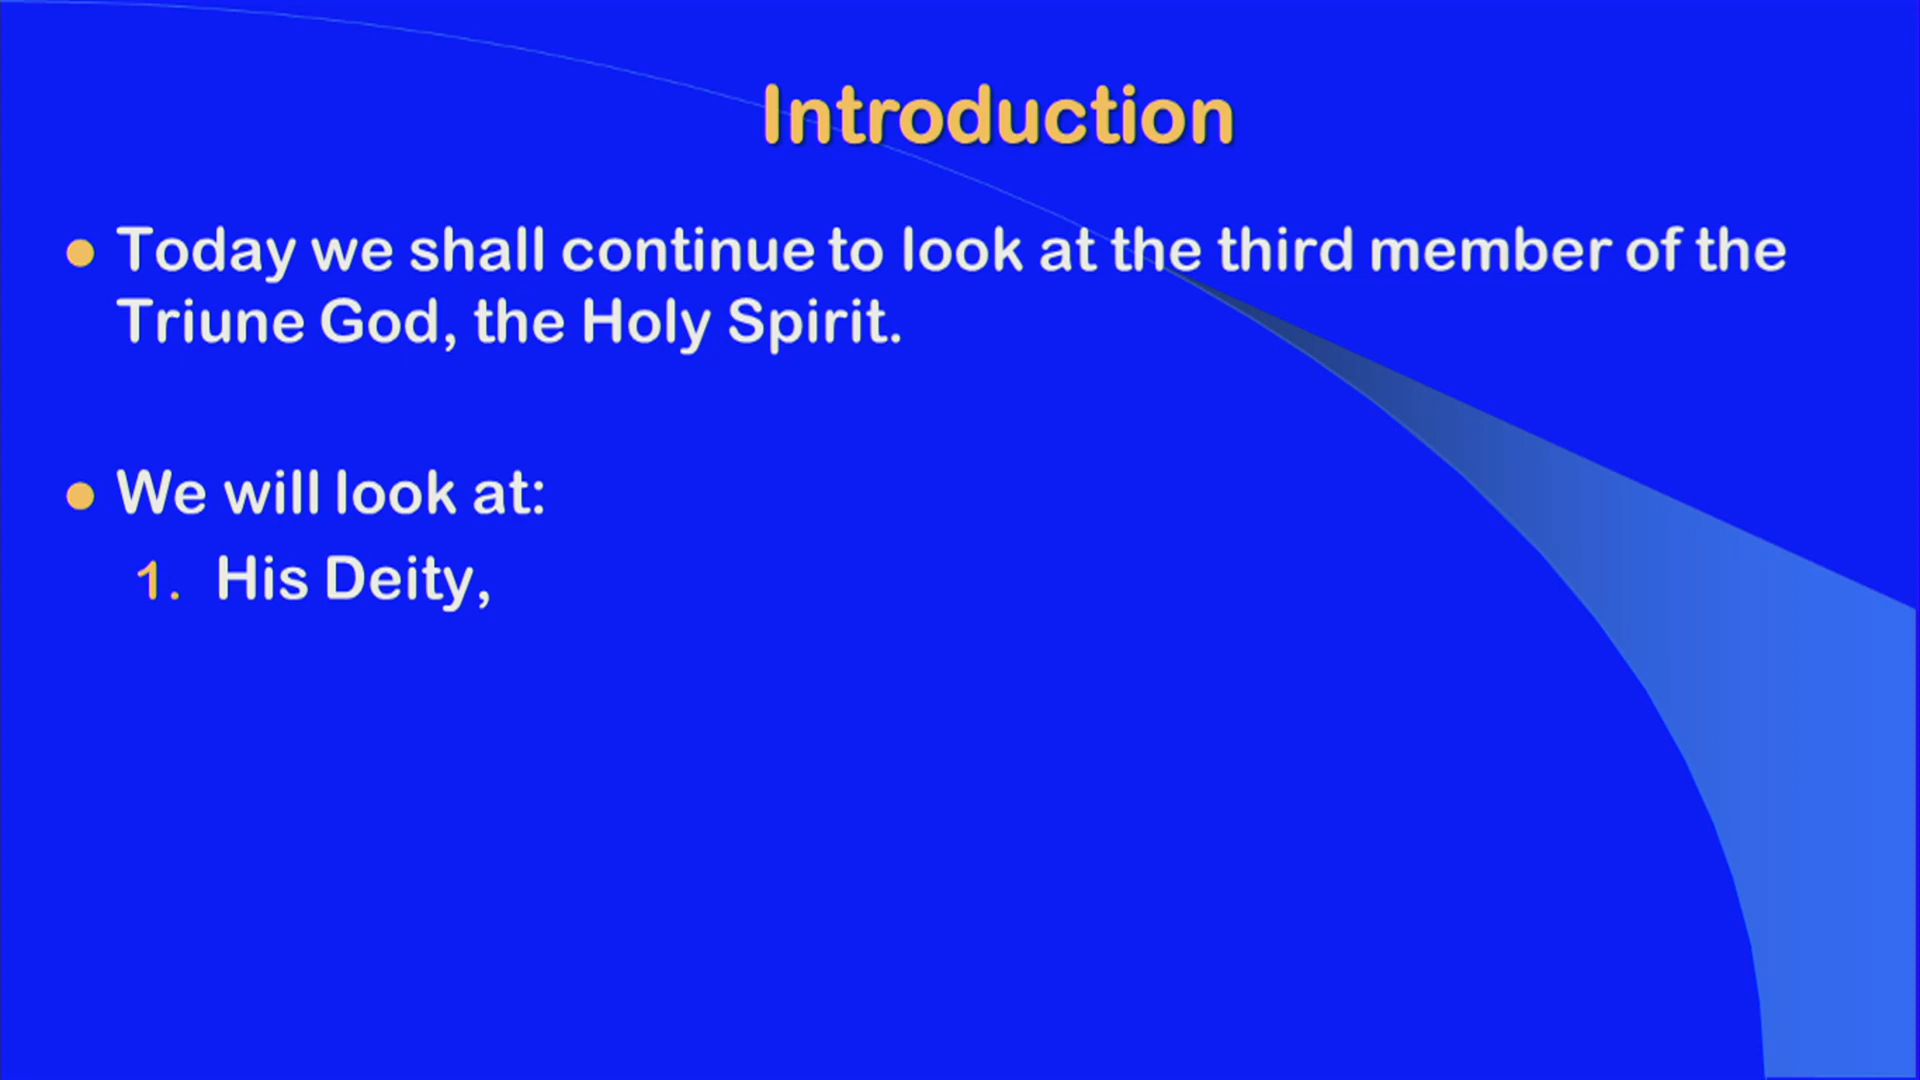 Introduction
• Today we shall continue to look at the third member of the
Triune God, the Holy Spirit.
• We will look at:
1. His Deity,